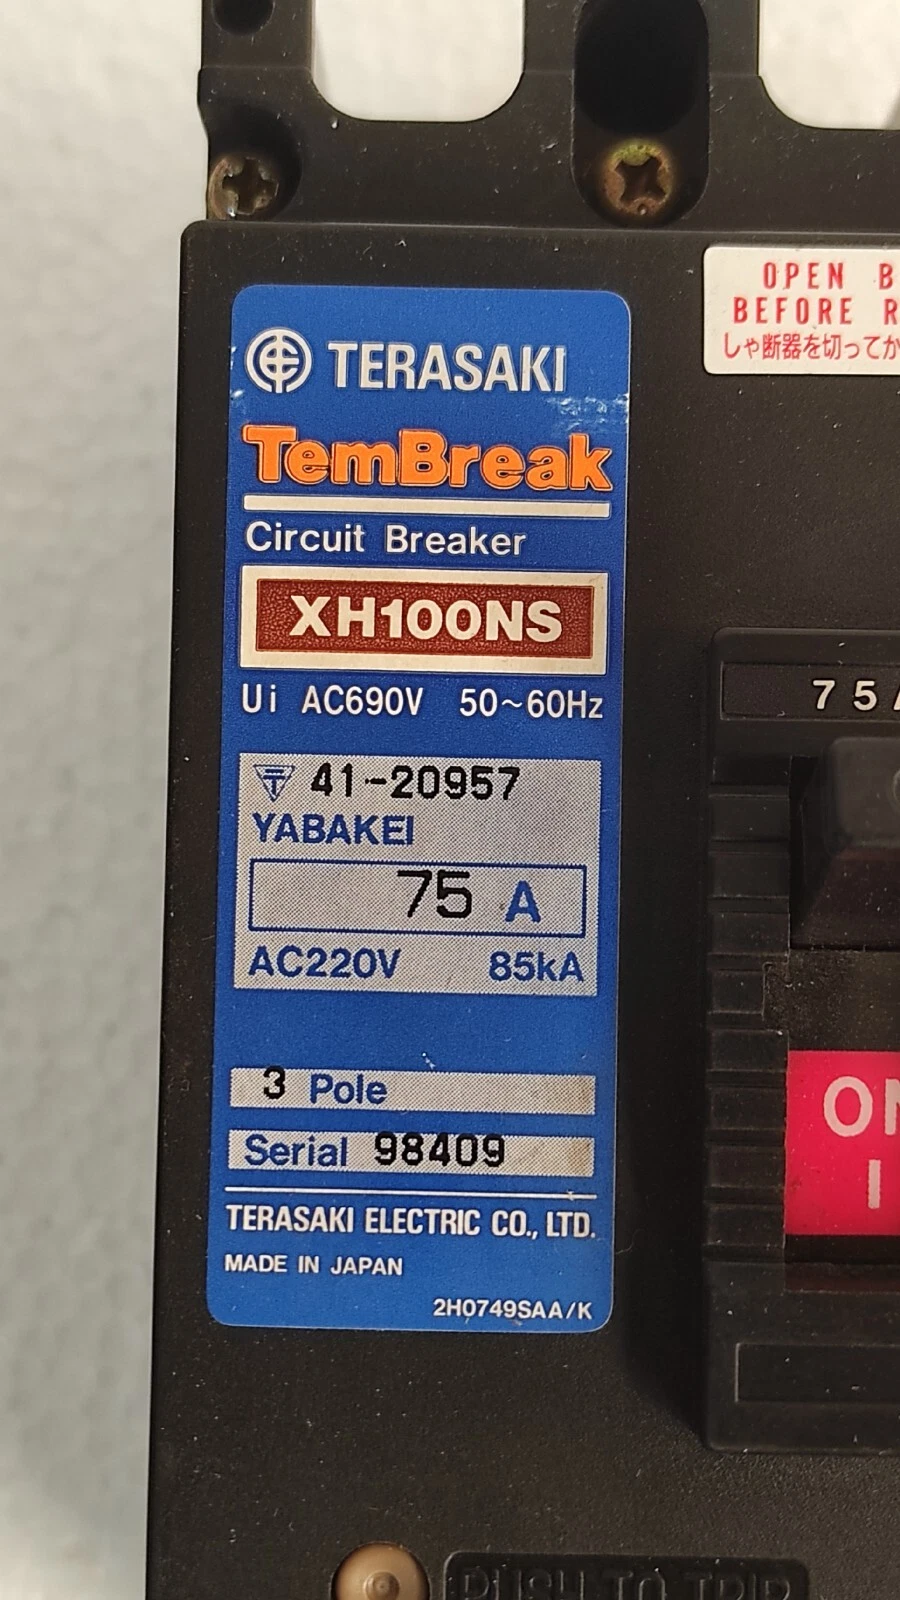 OPEN B
BEFORE R
しゃ断器を切ってか
TERASAKI
TemBreak
Circuit Breaker
XH100NS
Ui AC690V 50~60Hz
41-20957
YABAKEI
75 A
AC220V 85kA
3 Pole
Serial 98409
TERASAKI ELECTRIC CO., LTD.
MADE IN JAPAN
2H0749SAA/K
75A
ON
I
PUSH TO TRIP